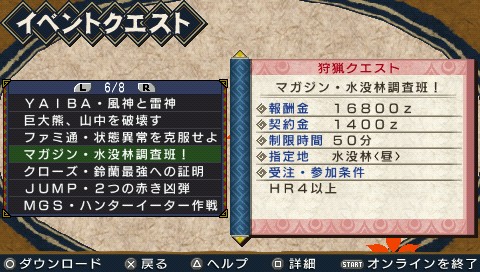 イベントクエスト
L 6/8 R
YAIBA・風神と雷神
巨大熊、山中を破壊す
ファミ通・状態異常を克服せよ
マガジン・水没林調査班！
クローズ・鈴蘭最強への証明
JUMP・2つの赤き凶弾
MGS・ハンターイーター作戦
狩猟クエスト
マガジン・水没林調査班！
報酬金 16800z
契約金 1400z
制限時間 50分
指定地 水没林<昼>
受注・参加条件
HR4以上
○ダウンロード ×戻る △ヘルプ □詳細 START オンラインを終了